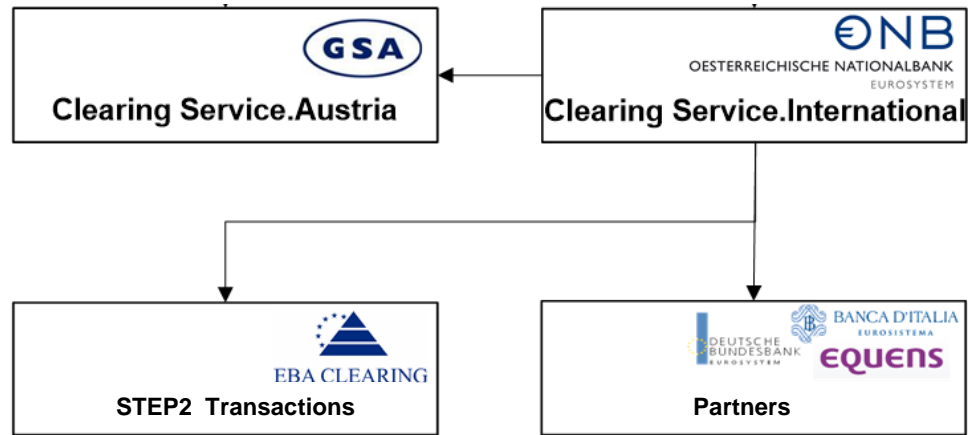 GSA
Clearing Service.Austria
ONB
OESTERREICHISCHE NATIONALBANK
EUROSYSTEM
Clearing Service.International
EBA CLEARING
STEP2 Transactions
DEUTSCHE
BUNDESBANK
EUROSYSTEM
BANCA D'ITALIA
EUROSISTEMA
EQUENS
Partners